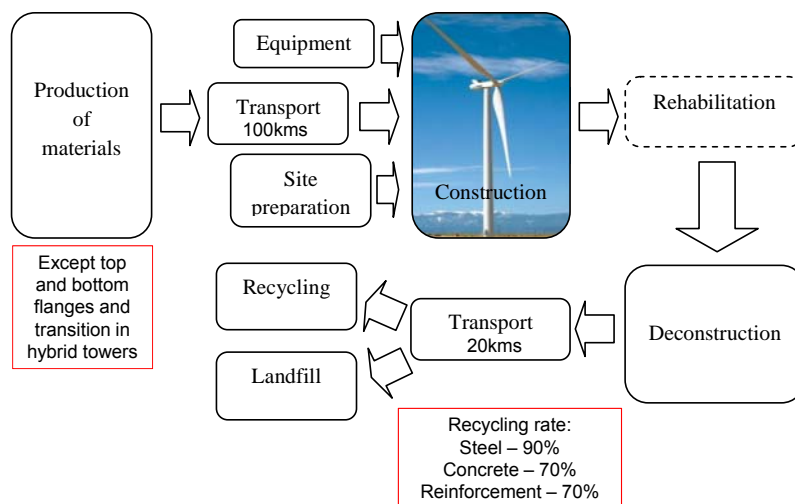 Production
of
materials
Except top
and bottom
flanges and
transition in
hybrid towers
Equipment
Transport
100kms
Site
preparation
Construction
Rehabilitation
Deconstruction
Transport
20kms
Recycling
Landfill
Recycling rate:
Steel – 90%
Concrete – 70%
Reinforcement – 70%